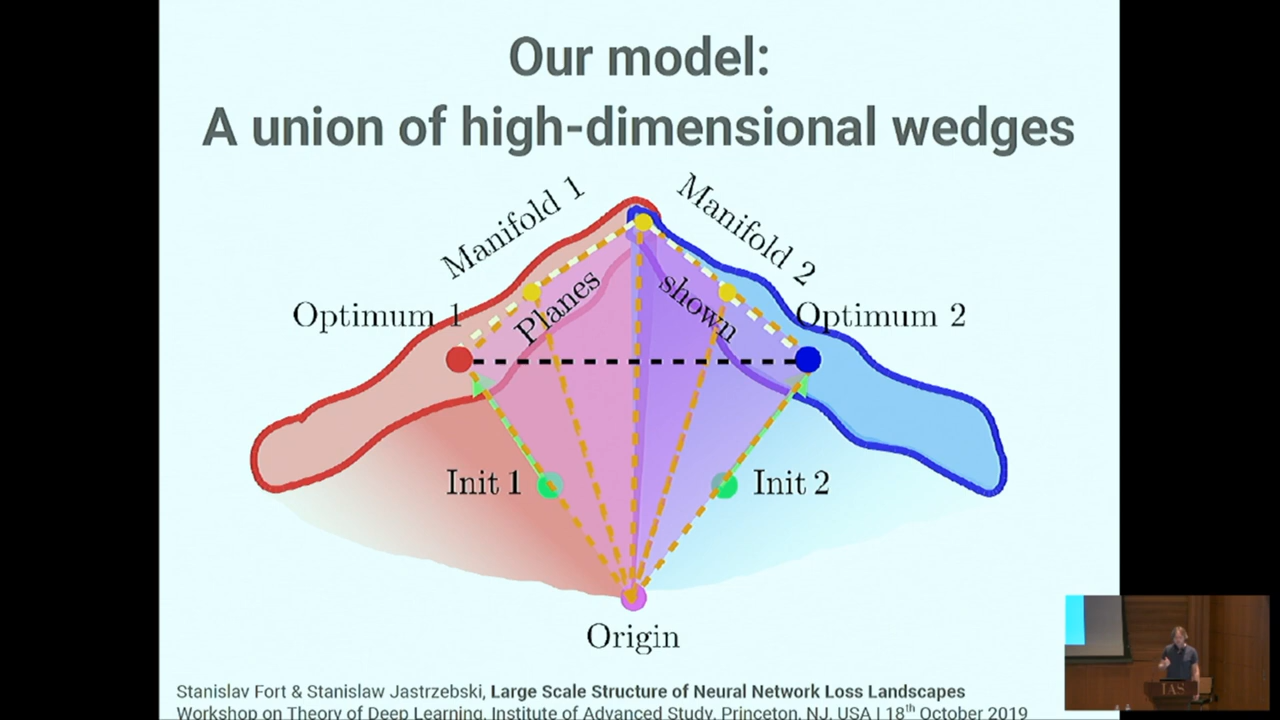 Our model:
A union of high-dimensional wedges
Manifold 1
Manifold 2
Planes
shown
Optimum 1
Optimum 2
Init 1
Init 2
Origin
Stanislav Fort & Stanislaw Jastrzebski, Large Scale Structure of Neural Network Loss Landscapes
Workshop on Theory of Deep Learning, Institute of Advanced Study, Princeton, NJ, USA | 18th October 2019
IAS